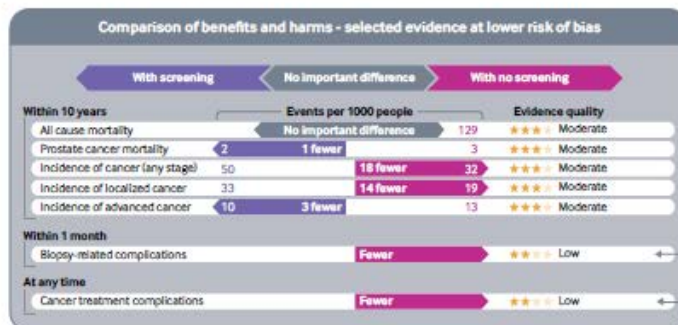 Comparison of benefits and harms - selected evidence at lower risk of bias
With screening No important difference With no screening
Within 10 years Events per 1000 people Evidence quality
All cause mortality No important difference 129 Moderate
Prostate cancer mortality 2 1 fewer 3 Moderate
Incidence of cancer (any stage) 50 18 fewer 32 Moderate
Incidence of localized cancer 33 14 fewer 19 Moderate
Incidence of advanced cancer 10 3 fewer 13 Moderate
Within 1 month
Biopsy-related complications Fewer Low
At any time
Cancer treatment complications Fewer Low